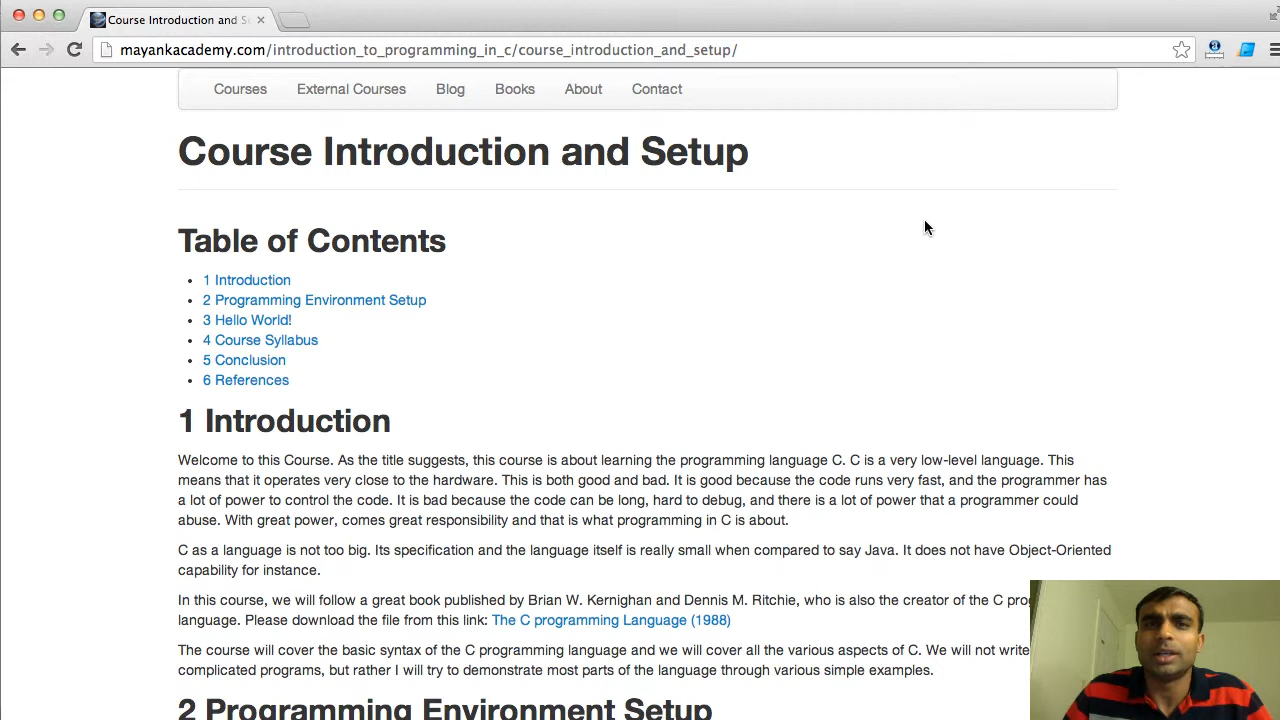 Course Introduction and S
mayankacademy.com/introduction_to_programming_in_c/course_introduction_and_setup/
Courses External Courses Blog Books About Contact
Course Introduction and Setup
Table of Contents
1 Introduction
2 Programming Environment Setup
3 Hello World!
4 Course Syllabus
5 Conclusion
6 References
1 Introduction
Welcome to this Course. As the title suggests, this course is about learning the programming language C. C is a very low-level language. This
means that it operates very close to the hardware. This is both good and bad. It is good because the code runs very fast, and the programmer has
a lot of power to control the code. It is bad because the code can be long, hard to debug, and there is a lot of power that a programmer could
abuse. With great power, comes great responsibility and that is what programming in C is about.
C as a language is not too big. Its specification and the language itself is really small when compared to say Java. It does not have Object-Oriented
capability for instance.
In this course, we will follow a great book published by Brian W. Kernighan and Dennis M. Ritchie, who is also the creator of the C pro
language. Please download the file from this link: The C programming Language (1988)
The course will cover the basic syntax of the C programming language and we will cover all the various aspects of C. We will not write
complicated programs, but rather I will try to demonstrate most parts of the language through various simple examples.
2 Programming Environment Setup